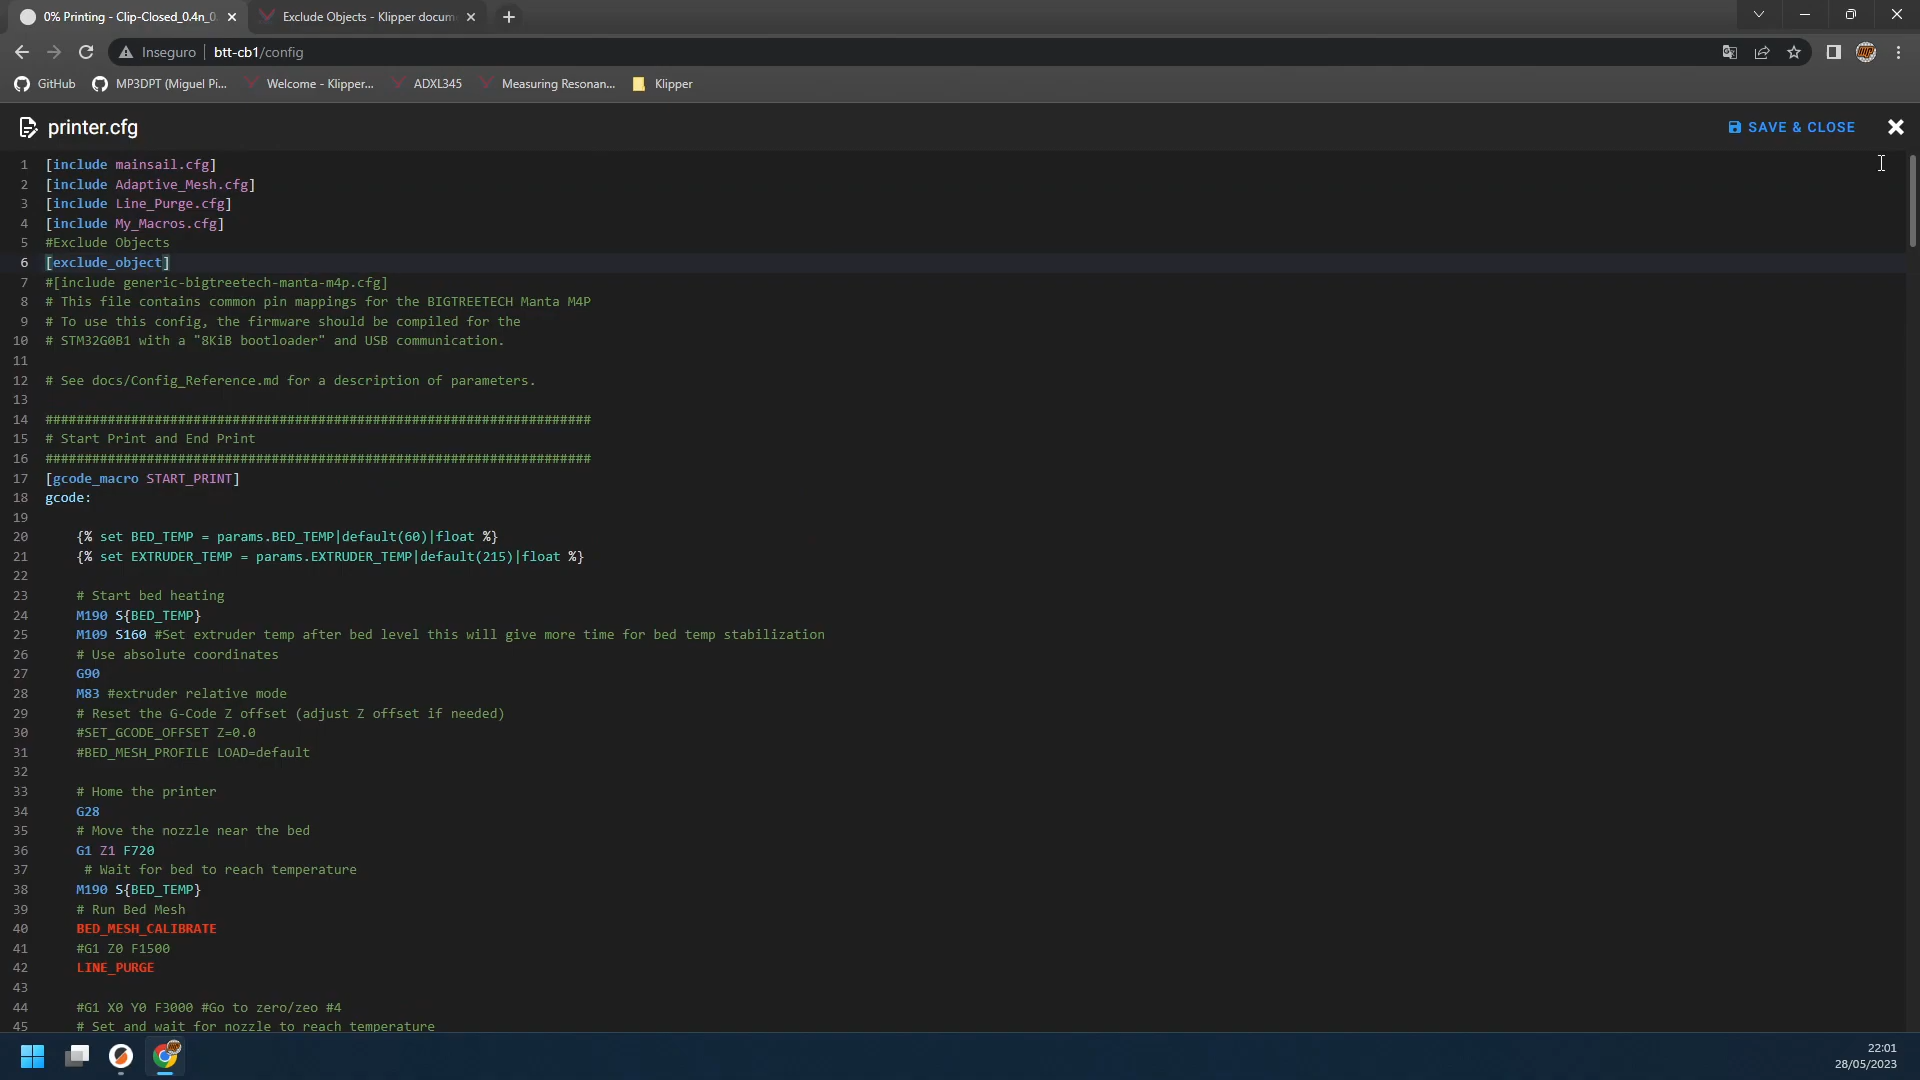 0% Printing - Clip-Closed_0.4n_0
Exclude Objects - Klipper docum
Inseguro
btt-cb1/config
GitHub
MP3DPT (Miguel Pi...
Welcome - Klipper...
ADXL345
Measuring Resonan...
Klipper
printer.cfg
SAVE & CLOSE
1 [include mainsail.cfg]
2 [include Adaptive_Mesh.cfg]
3 [include Line_Purge.cfg]
4 [include My_Macros.cfg]
5 #Exclude Objects
6 [exclude_object]
7 #[include generic-bigtreetech-manta-m4p.cfg]
8 # This file contains common pin mappings for the BIGTREETECH Manta M4P
9 # To use this config, the firmware should be compiled for the
10 # STM32G0B1 with a "8KiB bootloader" and USB communication.
11
12 # See docs/Config_Reference.md for a description of parameters.
13
14 ######################################################################
15 # Start Print and End Print
16 ######################################################################
17 [gcode_macro START_PRINT]
18 gcode:
19
20 {% set BED_TEMP = params.BED_TEMP|default(60)|float %}
21 {% set EXTRUDER_TEMP = params.EXTRUDER_TEMP|default(215)|float %}
22
23 # Start bed heating
24 M190 S{BED_TEMP}
25 M109 S160 #Set extruder temp after bed level this will give more time for bed temp stabilization
26 # Use absolute coordinates
27 G90
28 M83 #extruder relative mode
29 # Reset the G-Code Z offset (adjust Z offset if needed)
30 #SET_GCODE_OFFSET Z=0.0
31 #BED_MESH_PROFILE LOAD=default
32
33 # Home the printer
34 G28
35 # Move the nozzle near the bed
36 G1 Z1 F720
37 # Wait for bed to reach temperature
38 M190 S{BED_TEMP}
39 # Run Bed Mesh
40 BED_MESH_CALIBRATE
41 #G1 Z0 F1500
42 LINE_PURGE
43
44 #G1 X0 Y0 F3000 #Go to zero/zeo #4
45 # Set and wait for nozzle to reach temperature
22:01
28/05/2023